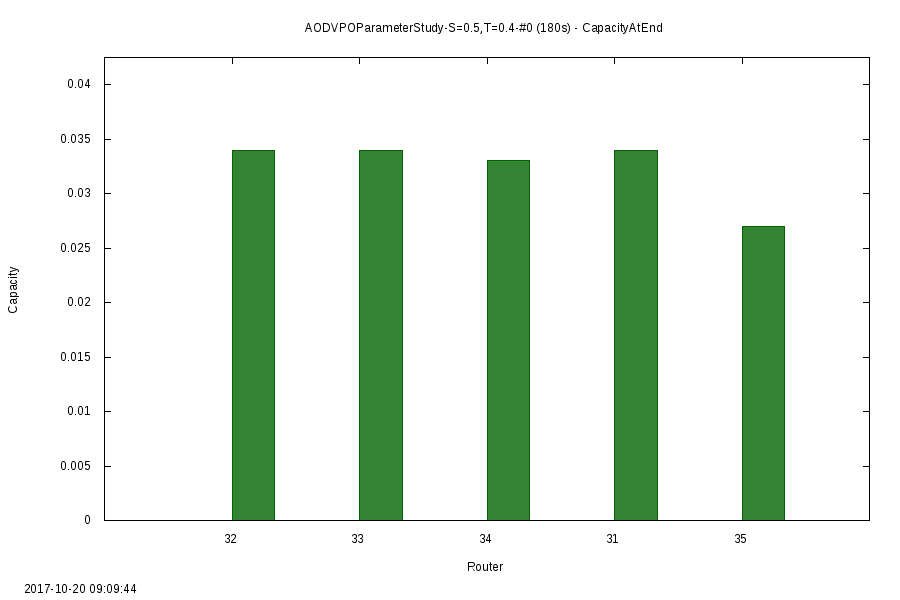 AODVPOParameterStudy-S=0.5,T=0.4-#0 (180s) - CapacityAtEnd
0.04
0.035
0.03
0.025
0.02
0.015
0.01
0.005
0
Capacity
32 33 34 31 35
Router
2017-10-20 09:09:44